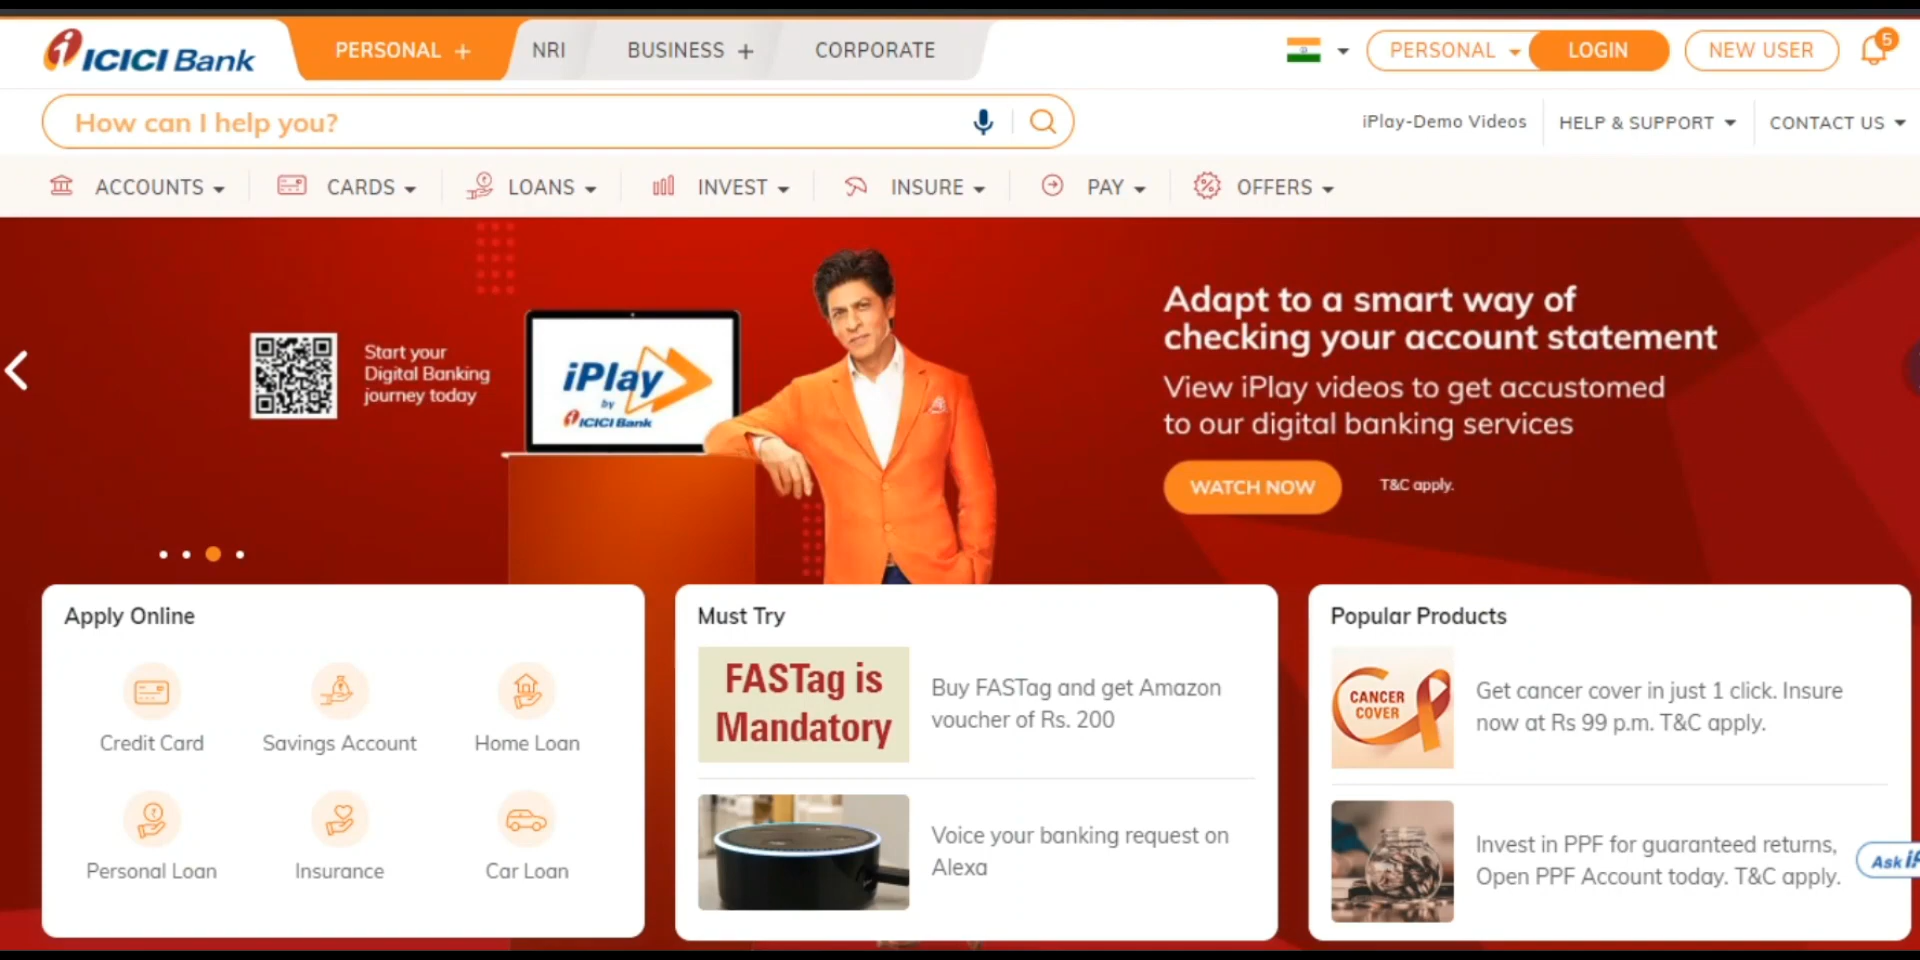 ICICI Bank
PERSONAL +
NRI
BUSINESS +
CORPORATE
PERSONAL
LOGIN
NEW USER
5
How can I help you?
iPlay-Demo Videos
HELP & SUPPORT
CONTACT US
ACCOUNTS
CARDS
LOANS
INVEST
INSURE
PAY
OFFERS
Start your
Digital Banking
journey today
iPlay
by
ICICI Bank
Adapt to a smart way of
checking your account statement
View iPlay videos to get accustomed
to our digital banking services
WATCH NOW
T&C apply.
Apply Online
Credit Card
Savings Account
Home Loan
Personal Loan
Insurance
Car Loan
Must Try
FASTag is
Mandatory
Buy FASTag and get Amazon
voucher of Rs. 200
Voice your banking request on
Alexa
Popular Products
CANCER
COVER
Get cancer cover in just 1 click. Insure
now at Rs 99 p.m. T&C apply.
Invest in PPF for guaranteed returns,
Open PPF Account today. T&C apply.
Ask